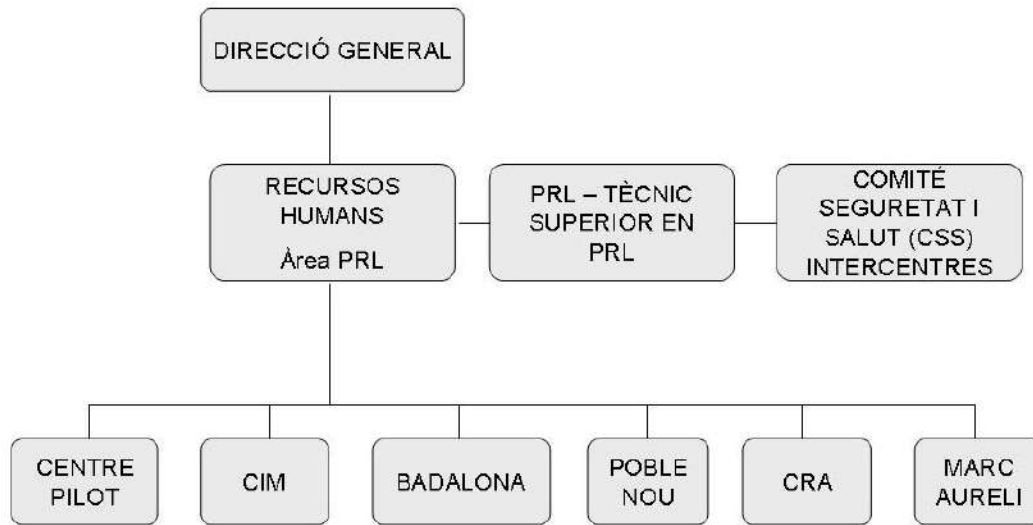 DIRECCIÓ GENERAL
RECURSOS
HUMANS
Àrea PRL
PRL – TÈCNIC
SUPERIOR EN
PRL
COMITÉ
SEGURETAT I
SALUT (CSS)
INTERCENTRES
CENTRE
PILOT
CIM
BADALONA
POBLE
NOU
CRA
MARC
AURELI